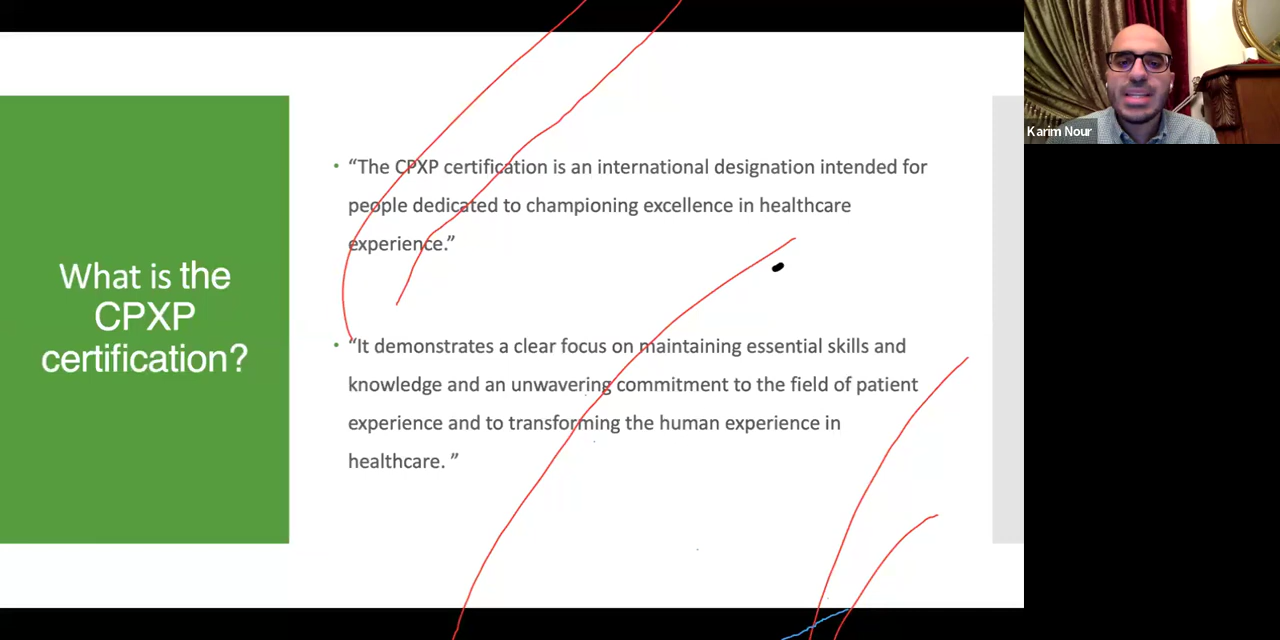 What is the
CPXP
certification?
“The CPXP certification is an international designation intended for
people dedicated to championing excellence in healthcare
experience.”
“It demonstrates a clear focus on maintaining essential skills and
knowledge and an unwavering commitment to the field of patient
experience and to transforming the human experience in
healthcare. ”
Karim Nour